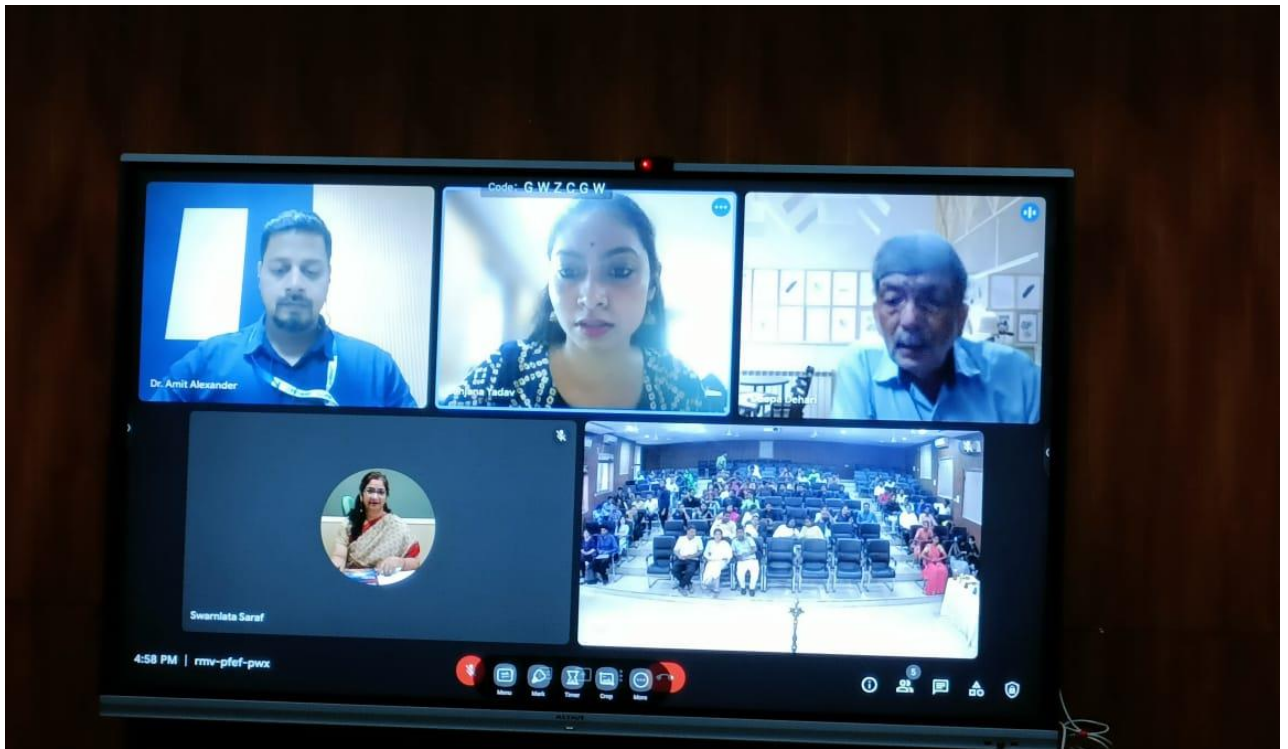 Code: G W Z C G W
Dr. Amit Alexander
Yadav
Dehari
Swarnlata Saraf
4:58 PM | rmv-pfef-pwx
Menu
Mark
Timer
Crop
More
5